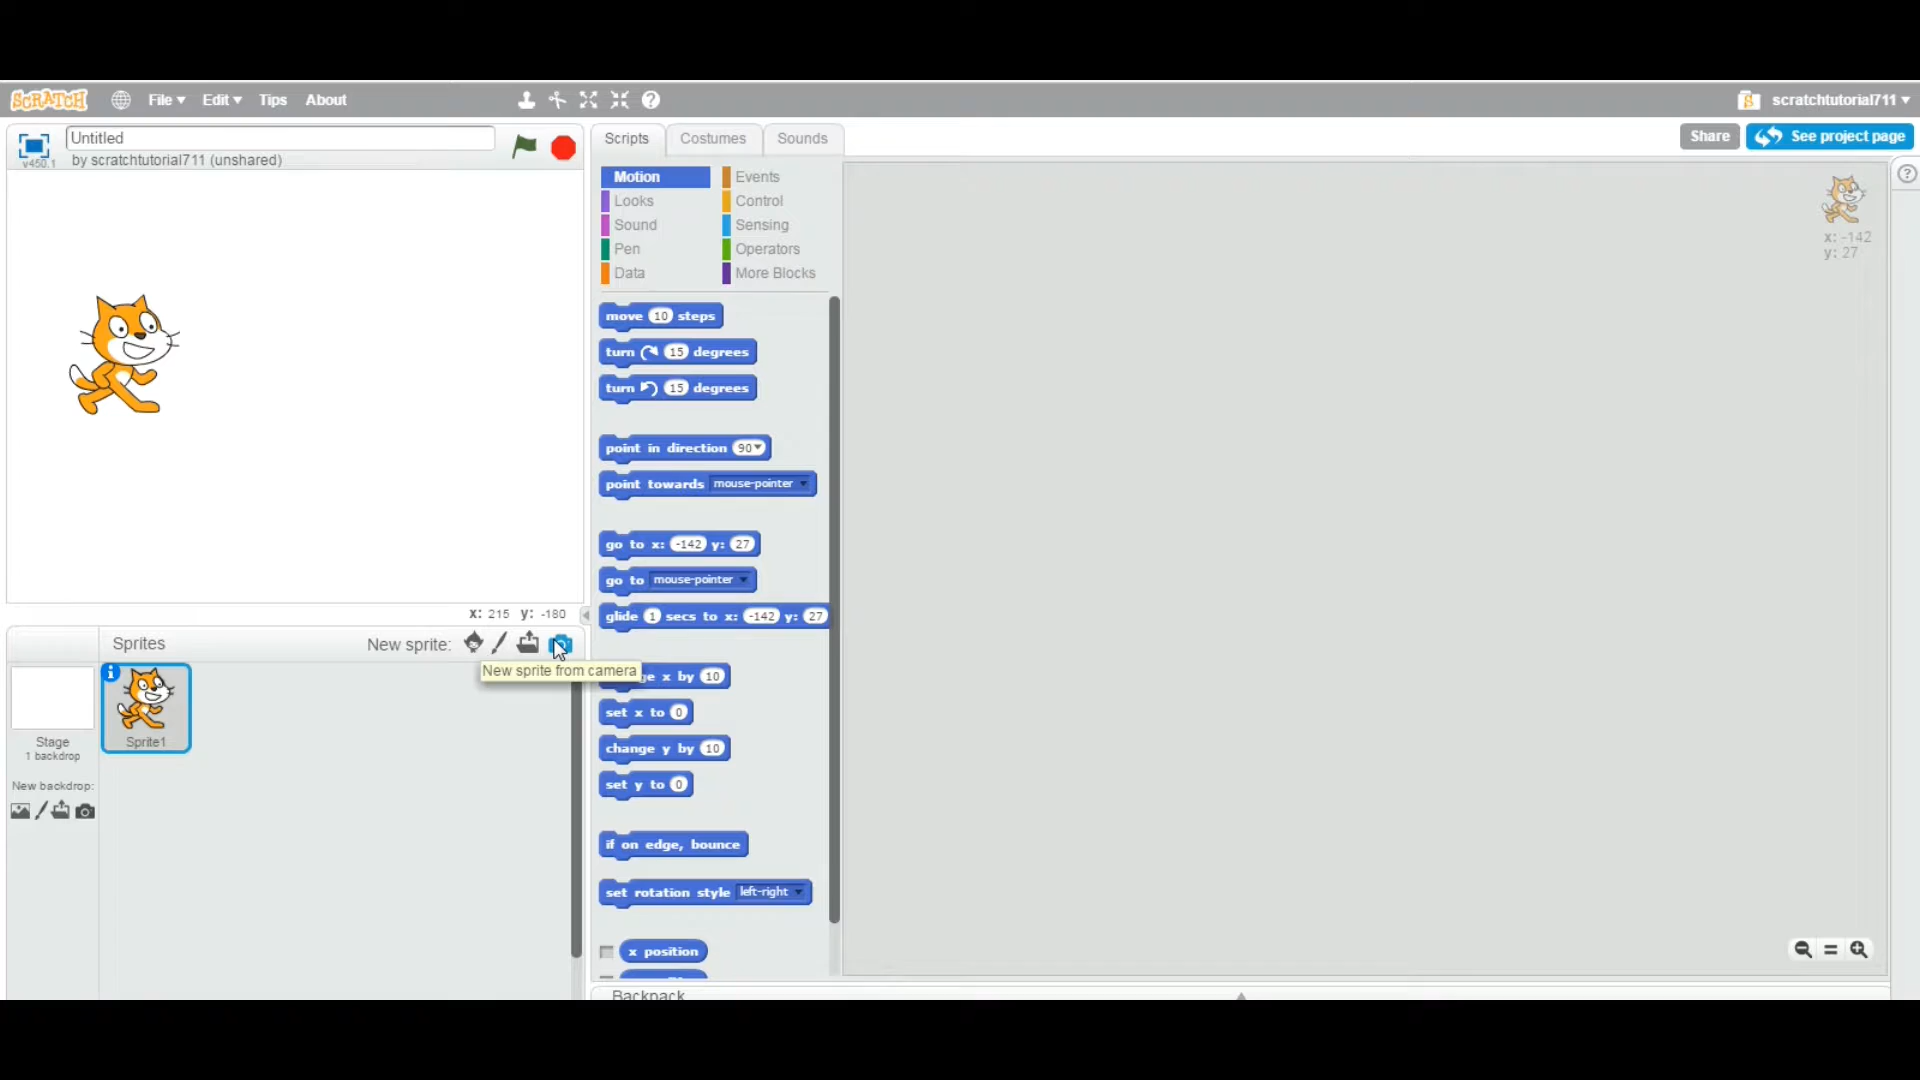 SCRATCH File Edit Tips About scratchtutorial711
v450.1 Untitled
by scratchtutorial711 (unshared)
Scripts Costumes Sounds
Share See project page
Motion Events
Looks Control
Sound Sensing
Pen Operators
Data More Blocks
x: -142
y: 27
move 10 steps
turn 15 degrees
turn 15 degrees
point in direction 90
point towards mouse-pointer
go to x: -142 y: 27
go to mouse-pointer
glide 1 secs to x: -142 y: 27
x by 10
set x to 0
change y by 10
set y to 0
if on edge, bounce
set rotation style left-right
x position
x: 215 y: -180
Sprites New sprite:
New sprite from camera
Sprite1
Stage
1 backdrop
New backdrop:
Backpack